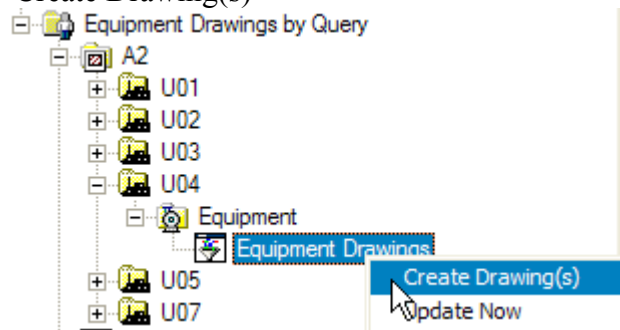 Create Drawing(s)
Equipment Drawings by Query
A2
U01
U02
U03
U04
Equipment
Equipment Drawings
Create Drawing(s)
U05
Update Now
U07